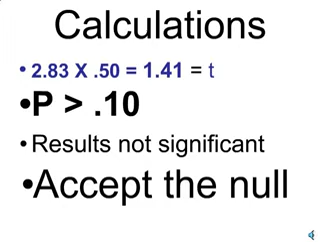 Calculations
• 2.83 X .50 = 1.41 = t
•P > .10
• Results not significant
•Accept the null